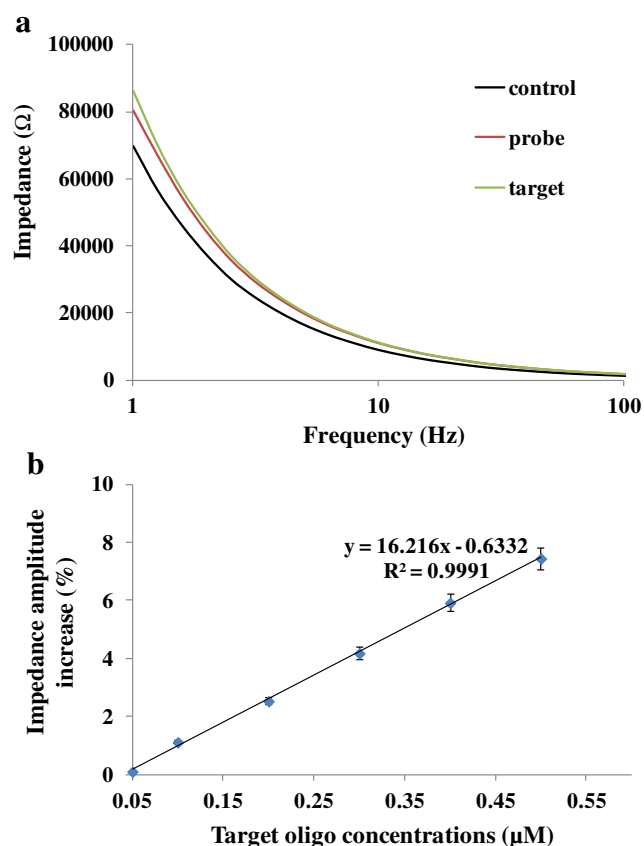 a
100000
80000
60000
40000
20000
0
Impedance (Ω)
control
probe
target
1
10
100
Frequency (Hz)
b
10
8
6
4
2
0
Impedance amplitude
increase (%)
y = 16.216x - 0.6332
R² = 0.9991
0.05
0.15
0.25
0.35
0.45
0.55
Target oligo concentrations (µM)